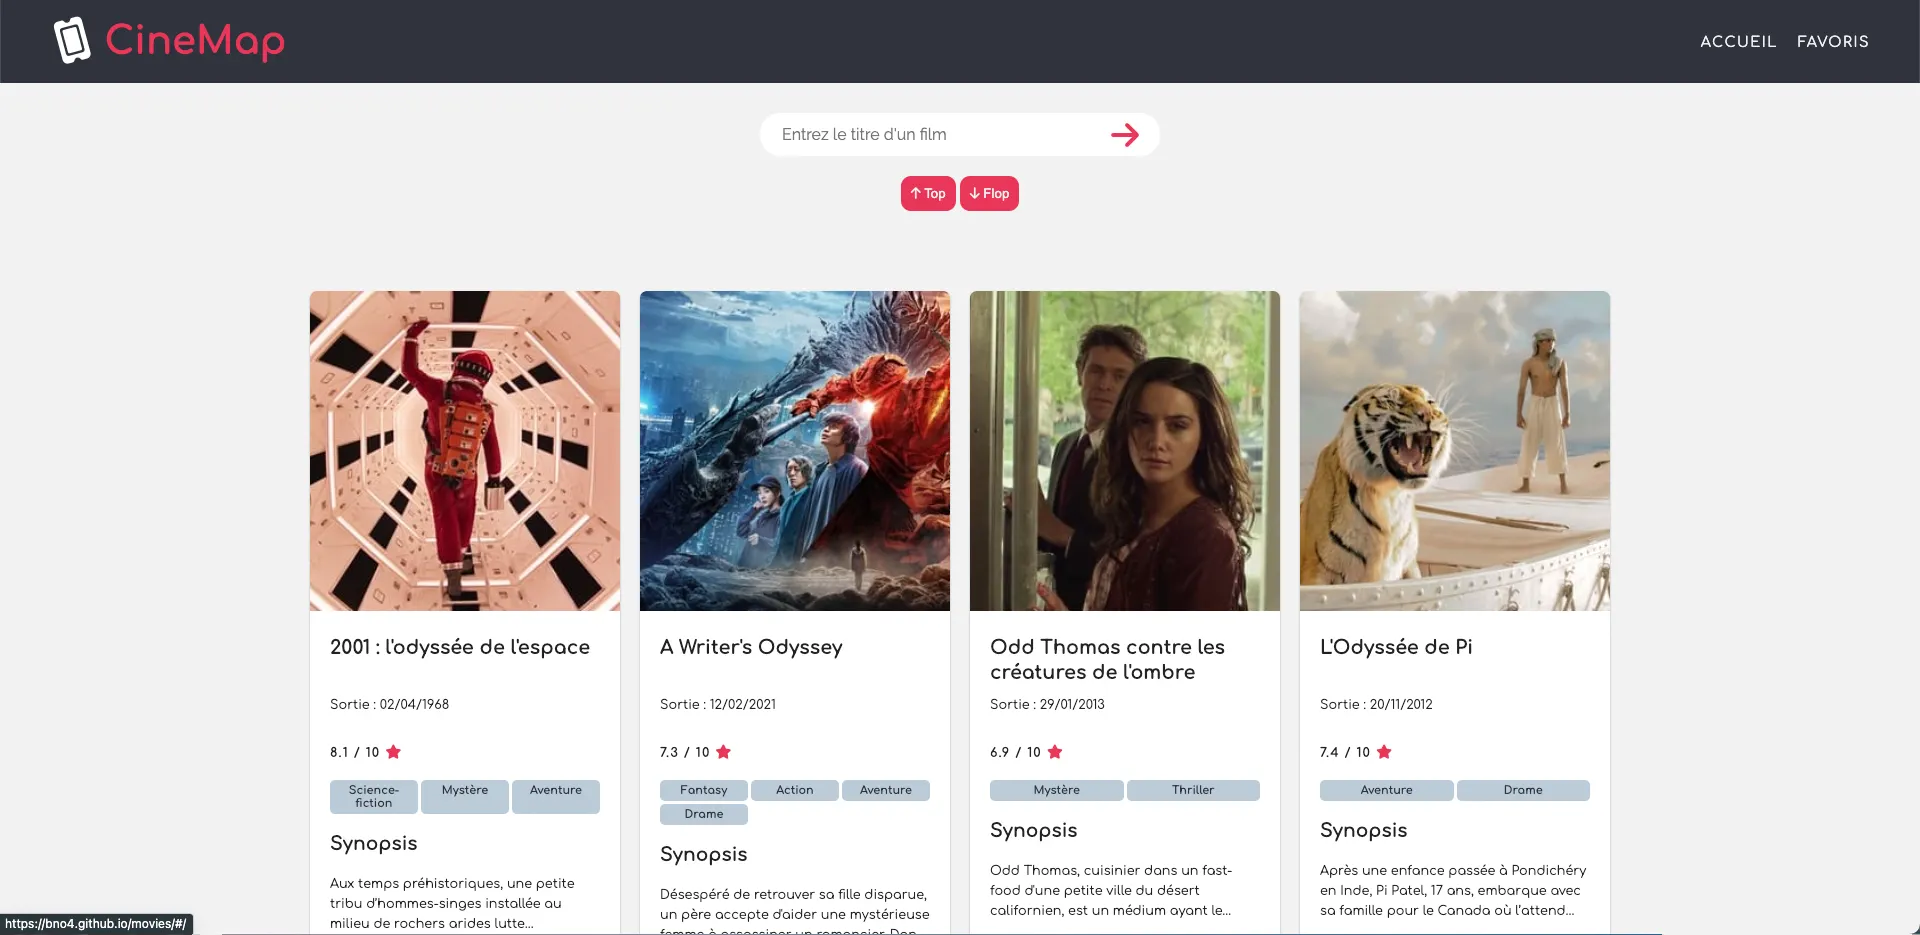 CineMap
ACCUEIL FAVORIS
Entrez le titre d'un film
↑ Top ↓ Flop
2001 : l'odyssée de l'espace
Sortie : 02/04/1968
8.1 / 10
Science-
fiction
Mystère
Aventure
Synopsis
Aux temps préhistoriques, une petite
tribu d'hommes-singes installée au
milieu de rochers arides lutte...
A Writer's Odyssey
Sortie : 12/02/2021
7.3 / 10
Fantasy Action Aventure
Drame
Synopsis
Désespéré de retrouver sa fille disparue,
un père accepte d'aider une mystérieuse
femme à assassiner un romancier. Dan
Odd Thomas contre les
créatures de l'ombre
Sortie : 29/01/2013
6.9 / 10
Mystère Thriller
Synopsis
Odd Thomas, cuisinier dans un fast-
food d'une petite ville du désert
californien, est un médium ayant le...
L'Odyssée de Pi
Sortie : 20/11/2012
7.4 / 10
Aventure Drame
Synopsis
Après une enfance passée à Pondichéry
en Inde, Pi Patel, 17 ans, embarque avec
sa famille pour le Canada où l'attend...
https://bno4.github.io/movies/#/